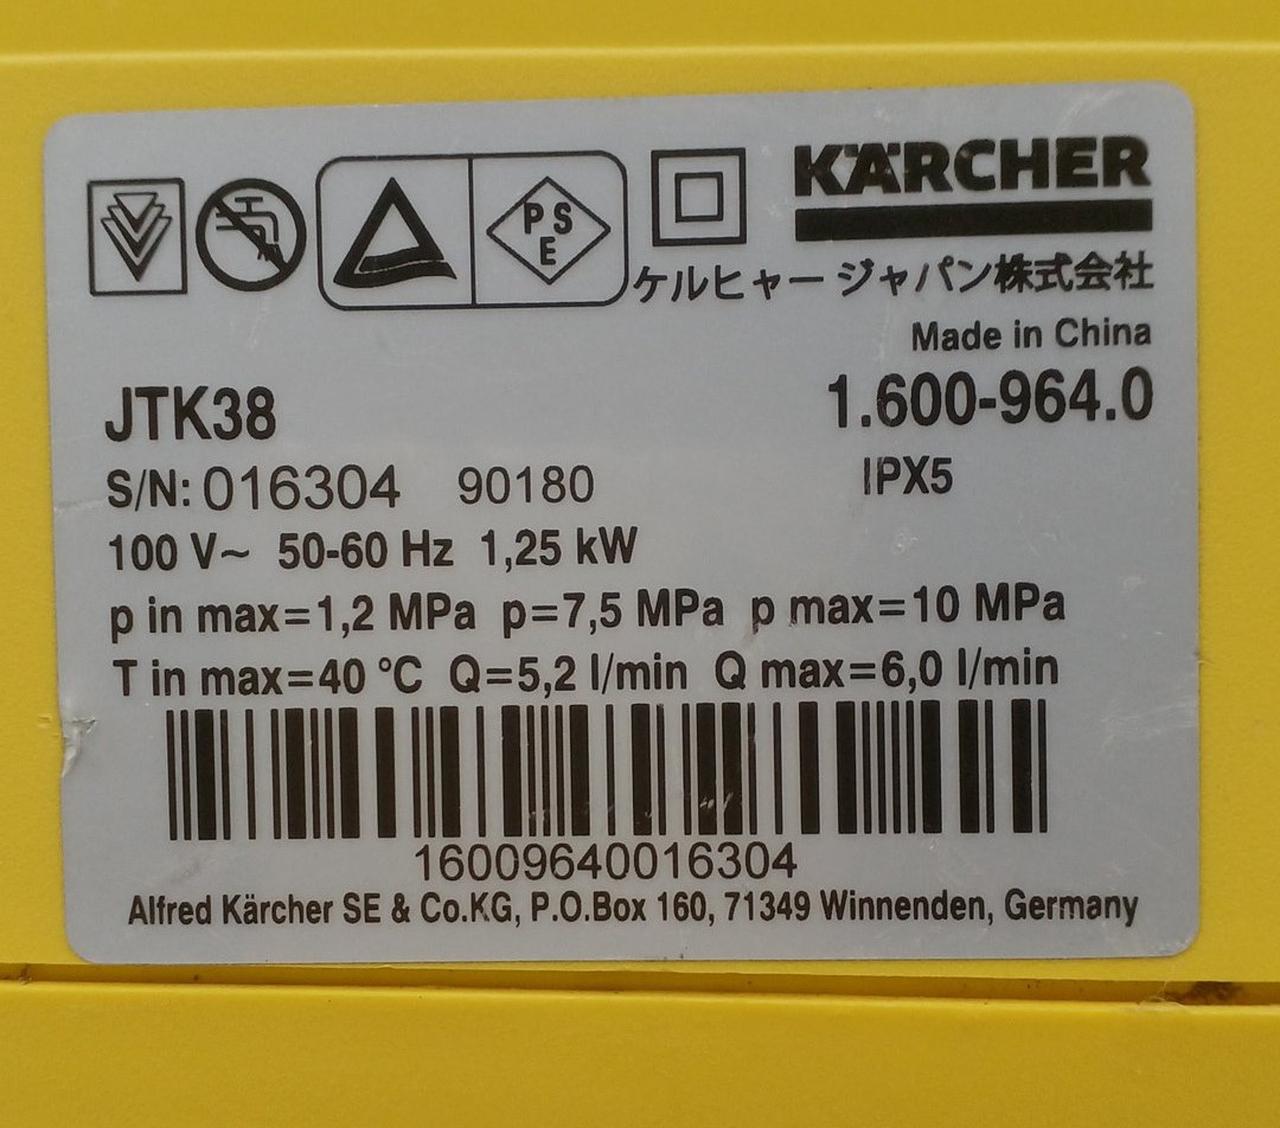 PSE
KÄRCHER
ケルヒャージャパン株式会社
Made in China
JTK38 1.600-964.0
S/N: 016304 90180 IPX5
100 V~ 50-60 Hz 1,25 kW
p in max=1,2 MPa p=7,5 MPa p max=10 MPa
T in max=40 °C Q=5,2 l/min Q max=6,0 l/min
16009640016304
Alfred Kärcher SE & Co.KG, P.O.Box 160, 71349 Winnenden, Germany